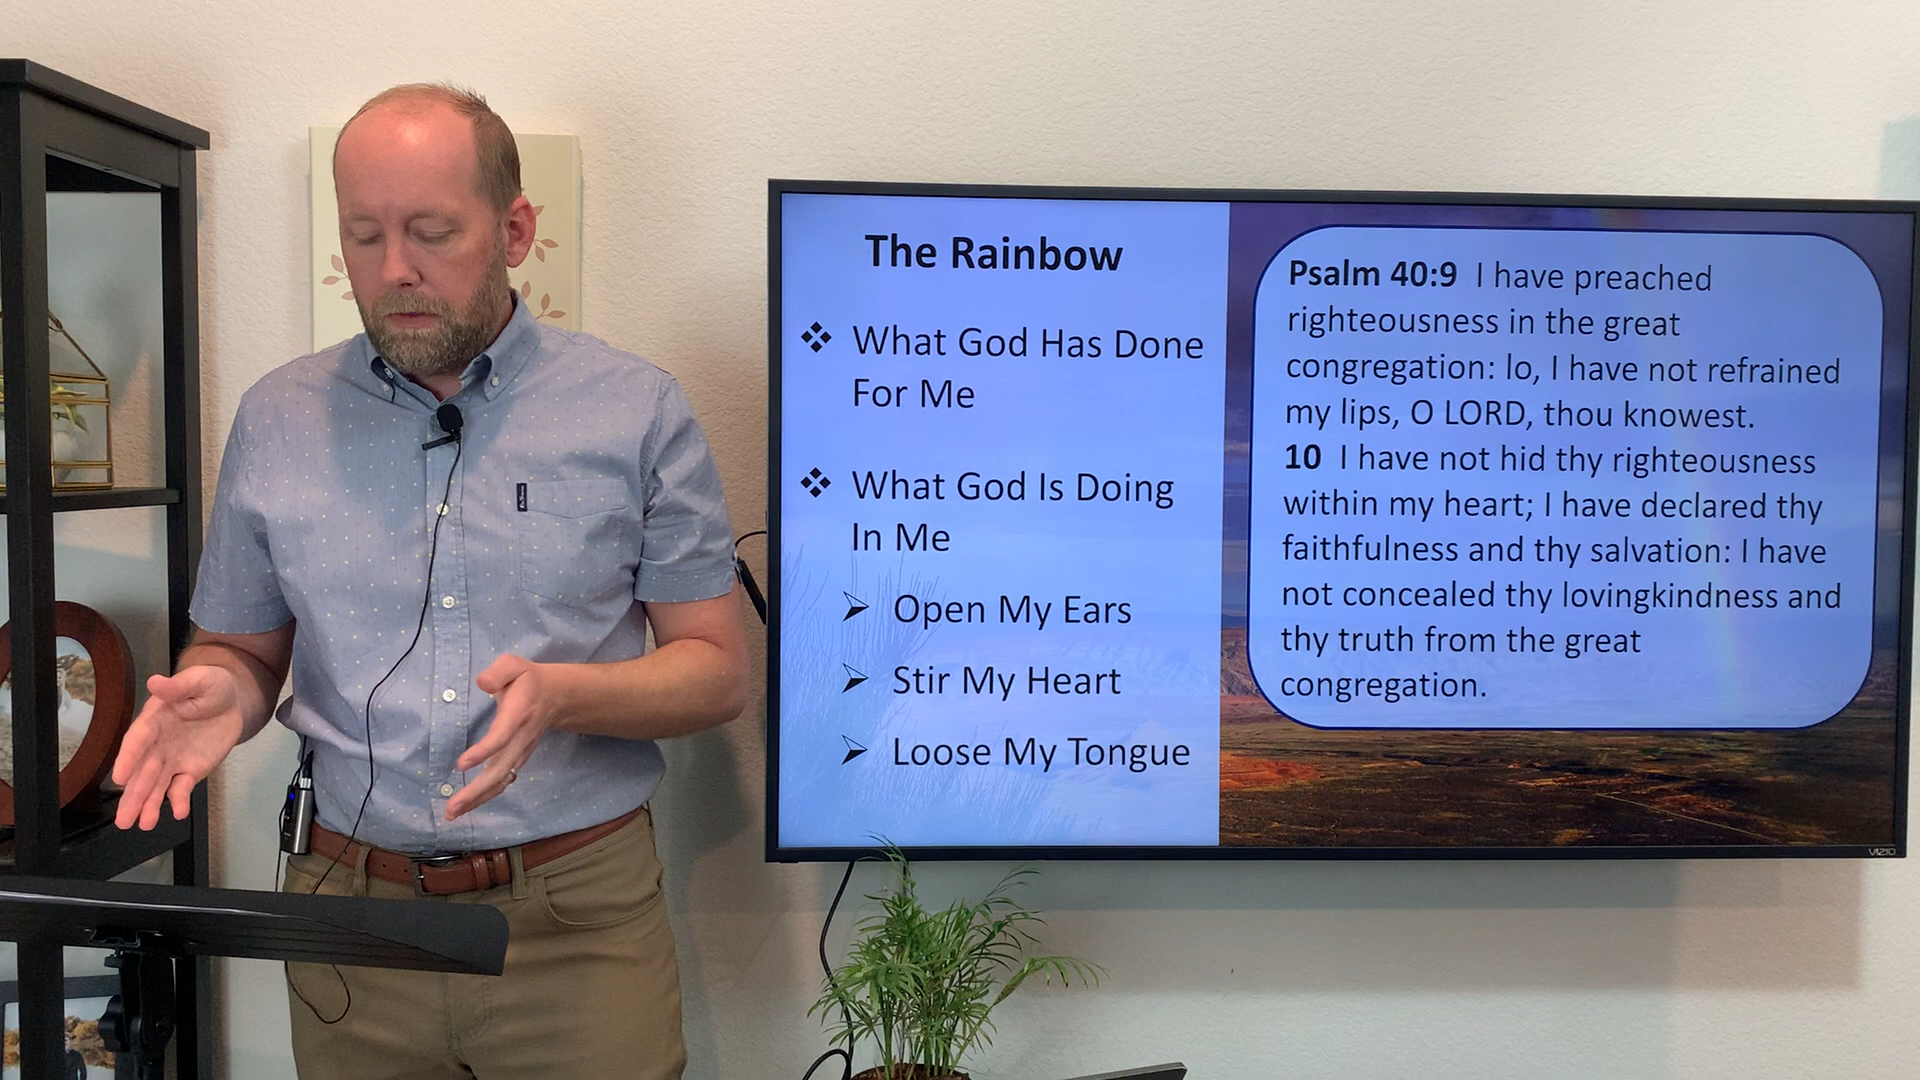 The Rainbow
What God Has Done
For Me
What God Is Doing
In Me
Open My Ears
Stir My Heart
Loose My Tongue
Psalm 40:9 I have preached
righteousness in the great
congregation: lo, I have not refrained
my lips, O LORD, thou knowest.
10 I have not hid thy righteousness
within my heart; I have declared thy
faithfulness and thy salvation: I have
not concealed thy lovingkindness and
thy truth from the great
congregation.
VIZIO